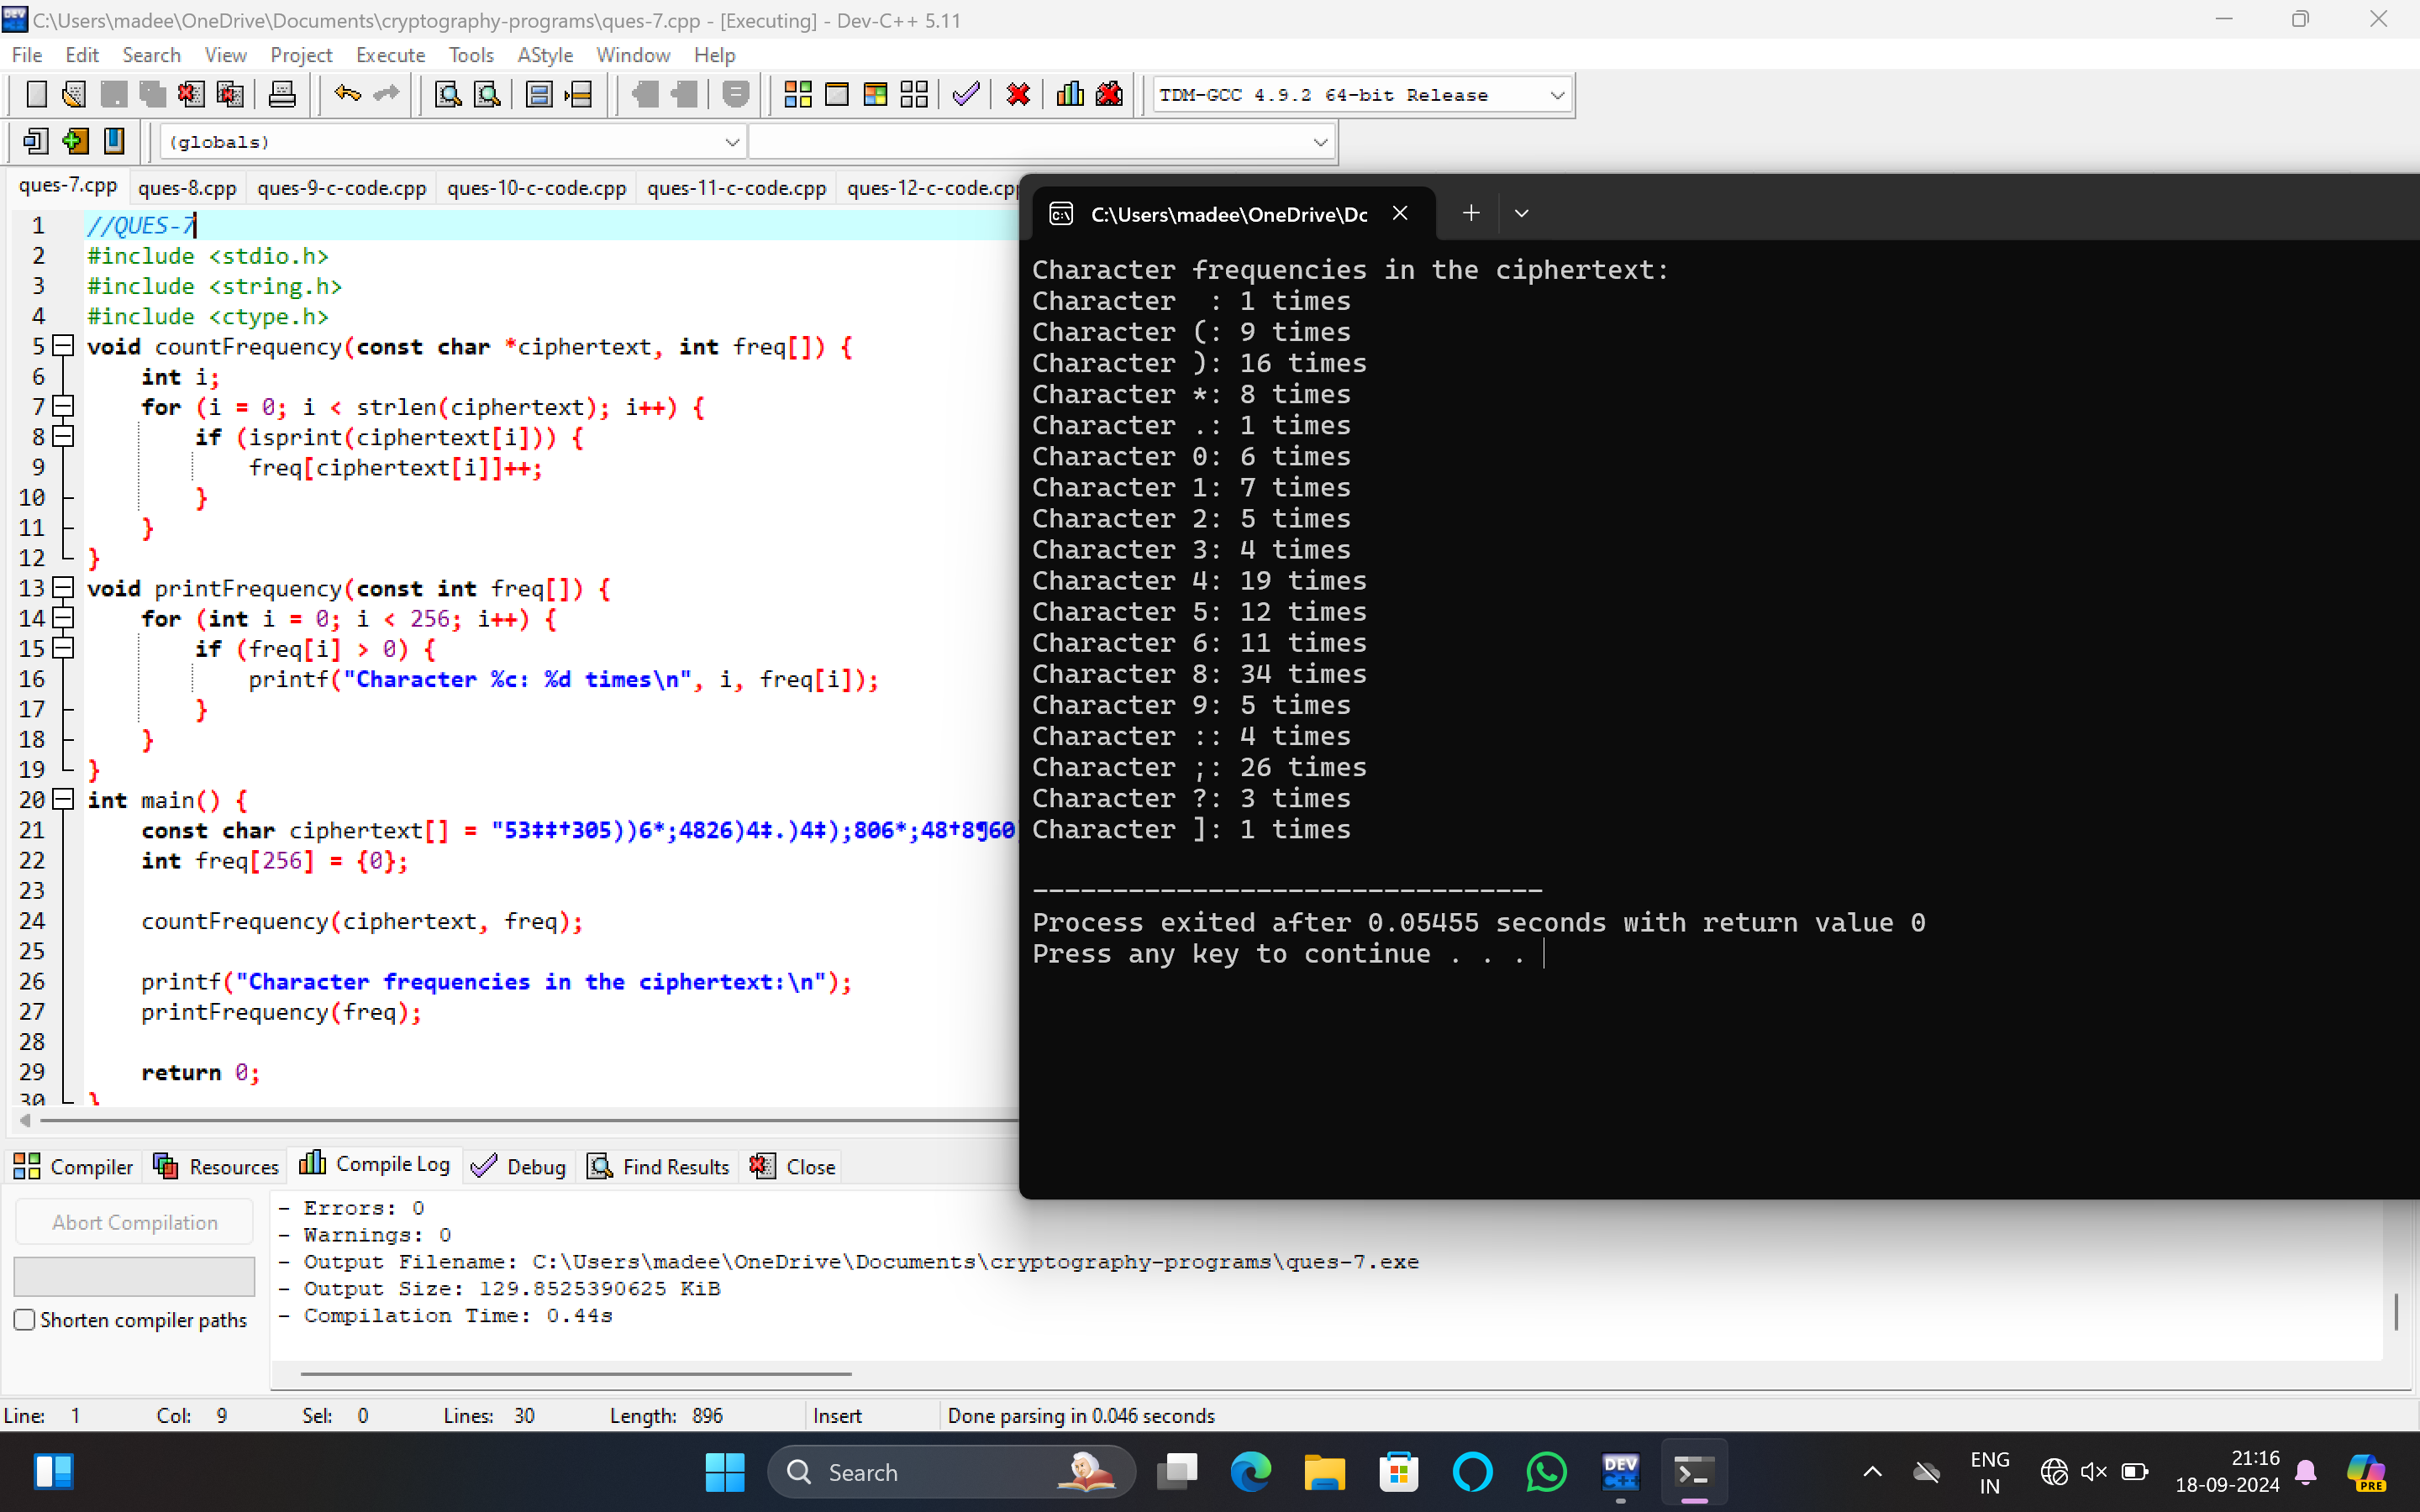 C:\Users\madee\OneDrive\Documents\cryptography-programs\ques-7.cpp - [Executing] - Dev-C++ 5.11
File Edit Search View Project Execute Tools AStyle Window Help
TDM-GCC 4.9.2 64-bit Release
(globals)
ques-7.cpp ques-8.cpp ques-9-c-code.cpp ques-10-c-code.cpp ques-11-c-code.cpp ques-12-c-code.cpp
1 //QUES-7
2 #include <stdio.h>
3 #include <string.h>
4 #include <ctype.h>
5 void countFrequency(const char *ciphertext, int freq[]) {
6 int i;
7 for (i = 0; i < strlen(ciphertext); i++) {
8 if (isprint(ciphertext[i])) {
9 freq[ciphertext[i]]++;
10 }
11 }
12 }
13 void printFrequency(const int freq[]) {
14 for (int i = 0; i < 256; i++) {
15 if (freq[i] > 0) {
16 printf("Character %c: %d times\n", i, freq[i]);
17 }
18 }
19 }
20 int main() {
21 const char ciphertext[] = "53‡‡†305))6*;4826)4‡.)4‡);806*;48†8¶60
22 int freq[256] = {0};
23
24 countFrequency(ciphertext, freq);
25
26 printf("Character frequencies in the ciphertext:\n");
27 printFrequency(freq);
28
29 return 0;
30 }
C:\Users\madee\OneDrive\Dc
Character frequencies in the ciphertext:
Character  : 1 times
Character (: 9 times
Character ): 16 times
Character *: 8 times
Character .: 1 times
Character 0: 6 times
Character 1: 7 times
Character 2: 5 times
Character 3: 4 times
Character 4: 19 times
Character 5: 12 times
Character 6: 11 times
Character 8: 34 times
Character 9: 5 times
Character :: 4 times
Character ;: 26 times
Character ?: 3 times
Character ]: 1 times
--------------------------------
Process exited after 0.05455 seconds with return value 0
Press any key to continue . . .
Compiler Resources Compile Log Debug Find Results Close
Abort Compilation
Shorten compiler paths
- Errors: 0
- Warnings: 0
- Output Filename: C:\Users\madee\OneDrive\Documents\cryptography-programs\ques-7.exe
- Output Size: 129.8525390625 KiB
- Compilation Time: 0.44s
Line: 1 Col: 9 Sel: 0 Lines: 30 Length: 896 Insert Done parsing in 0.046 seconds
Search
DEV C++
ENG
IN
21:16
18-09-2024
PRE